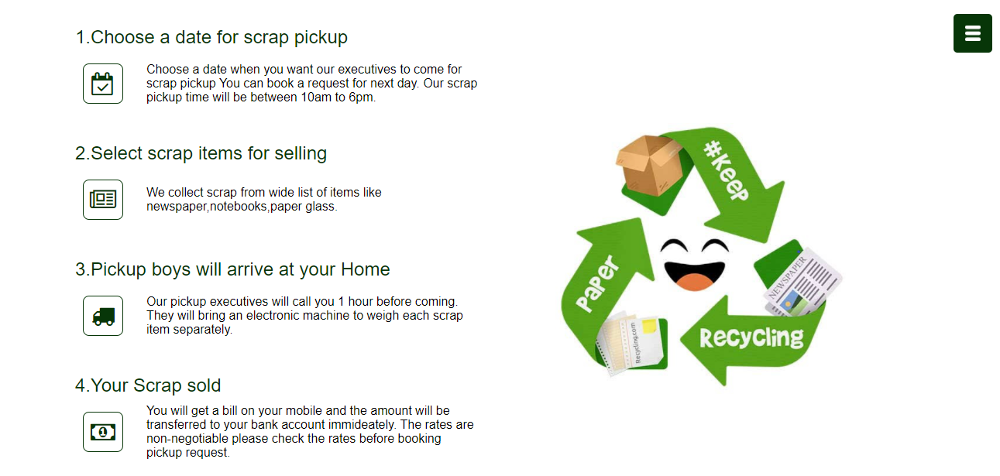 1.Choose a date for scrap pickup
Choose a date when you want our executives to come for
scrap pickup You can book a request for next day. Our scrap
pickup time will be between 10am to 6pm.
2.Select scrap items for selling
We collect scrap from wide list of items like
newspaper,notebooks,paper glass.
3.Pickup boys will arrive at your Home
Our pickup executives will call you 1 hour before coming.
They will bring an electronic machine to weigh each scrap
item separately.
4.Your Scrap sold
1
You will get a bill on your mobile and the amount will be
transferred to your bank account immideately. The rates are
non-negotiable please check the rates before booking
pickup request.
#Keep
NEWSPAPER
Paper
Recycling
Recycling.com